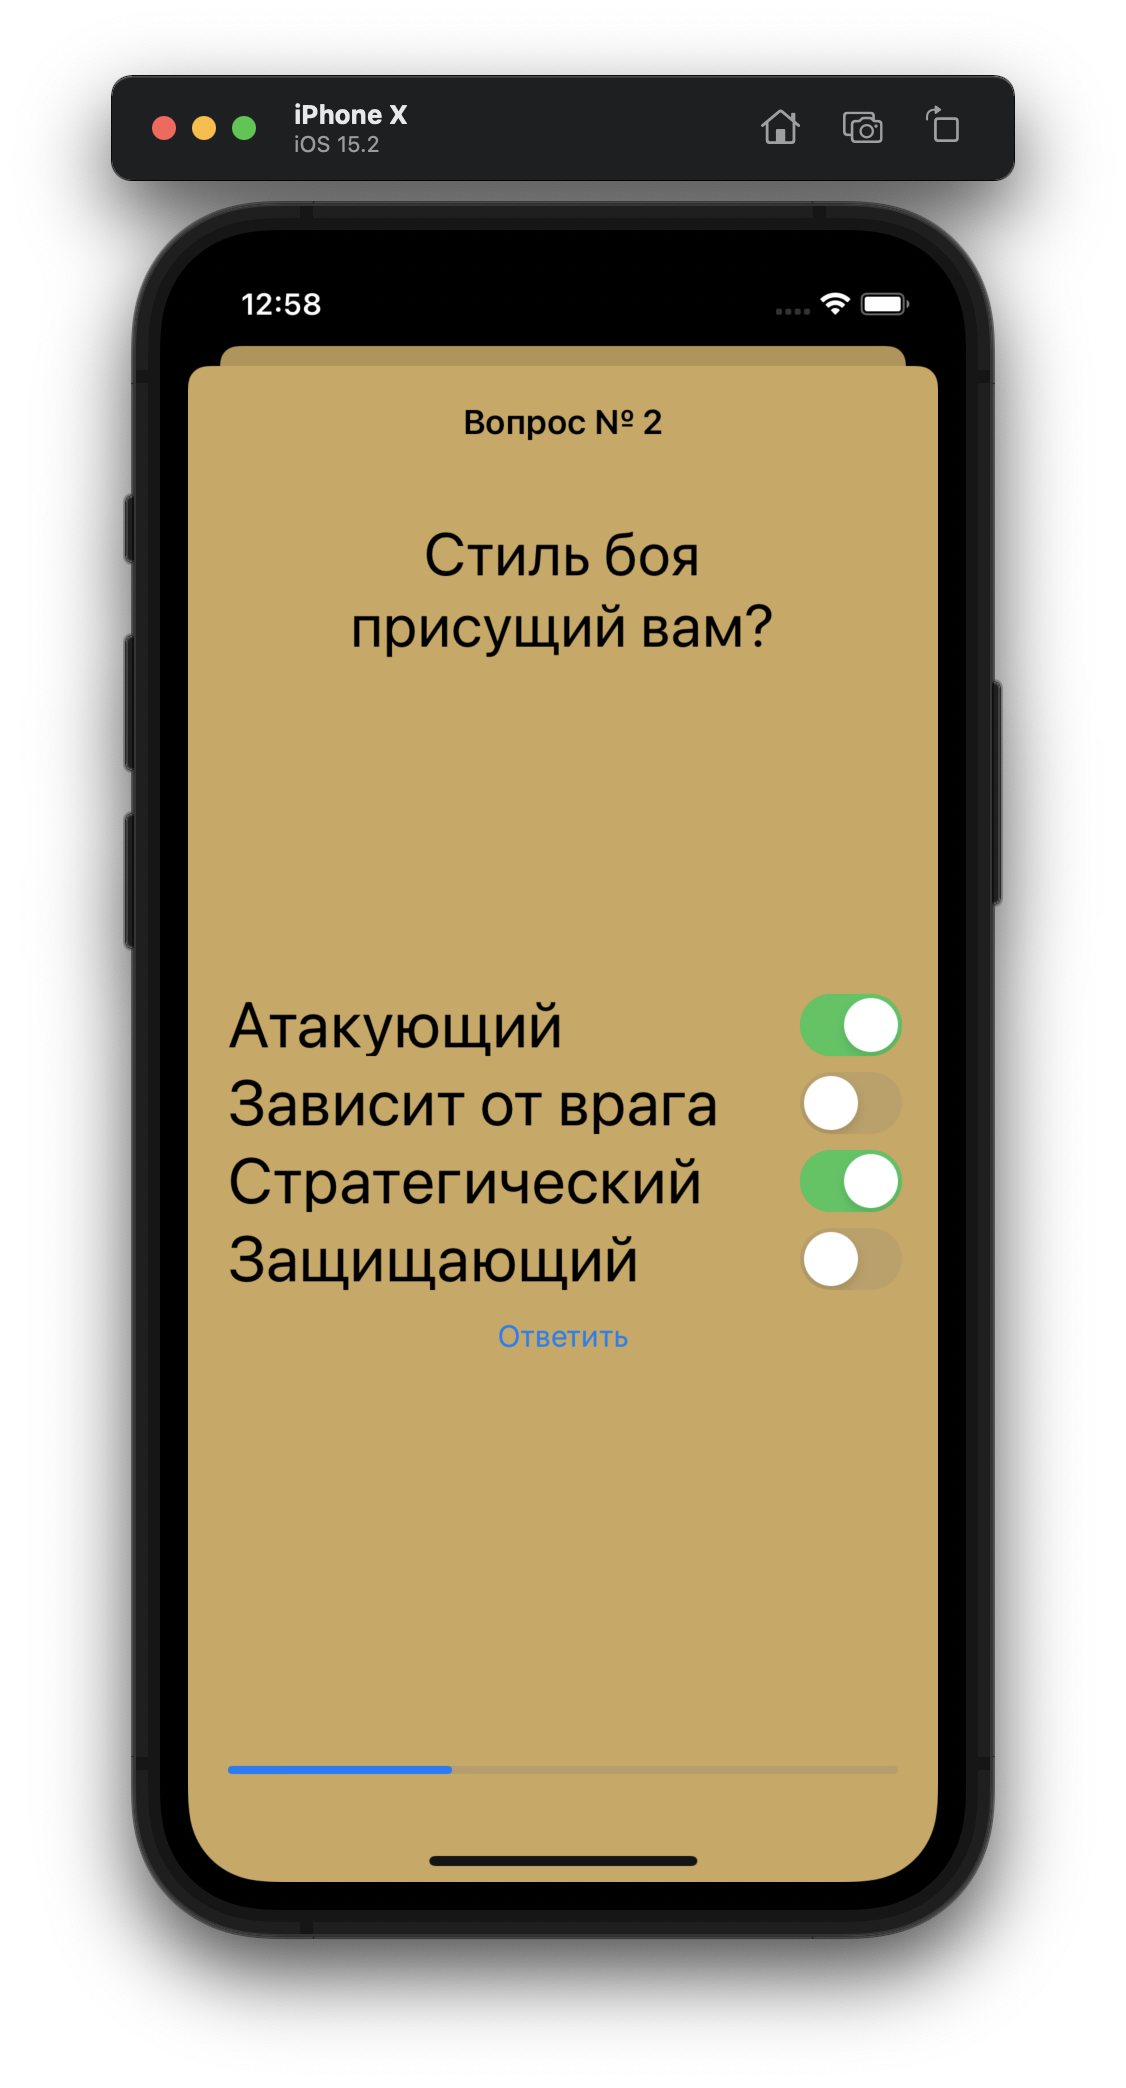 iPhone X
iOS 15.2
12:58
Вопрос № 2
Стиль боя
присущий вам?
Атакующий
Зависит от врага
Стратегический
Защищающий
Ответить